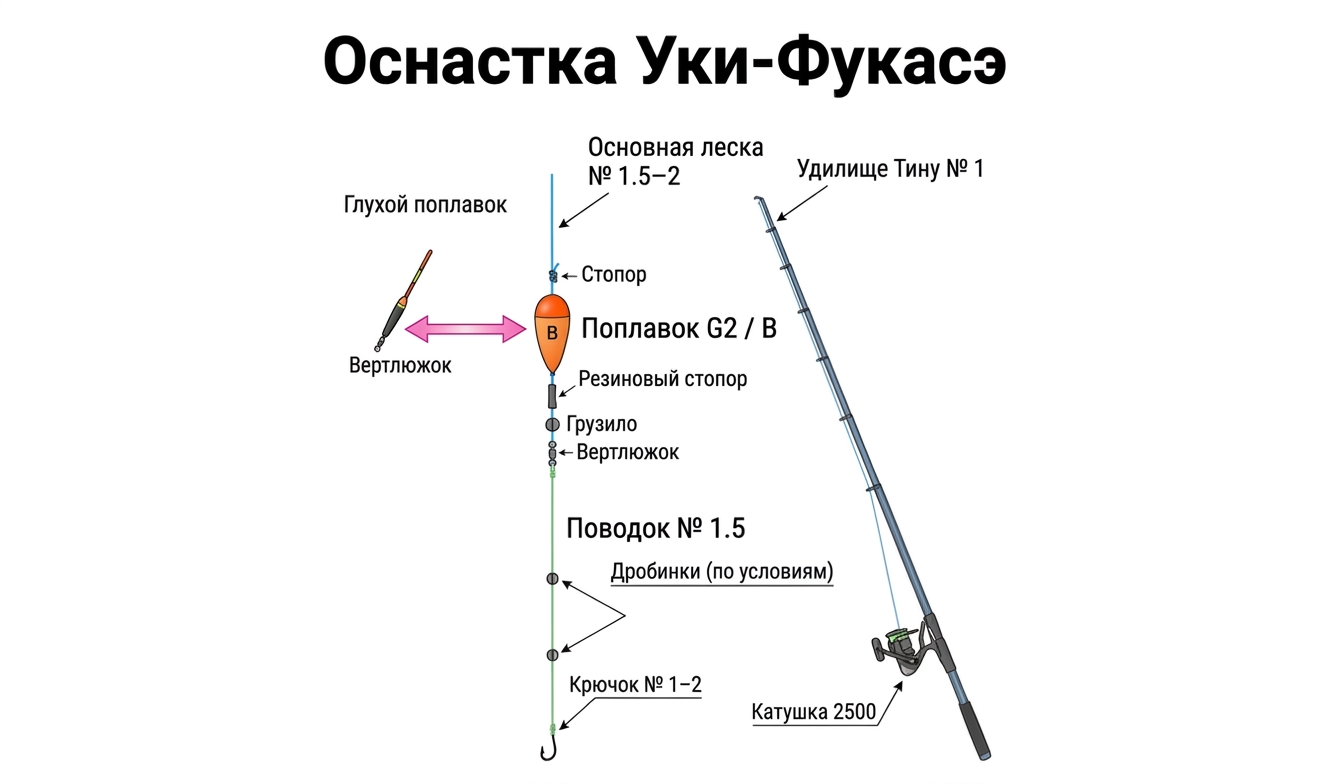 Оснастка Уки-Фукасэ
Основная леска
№ 1.5–2
Удилище Тину № 1
Глухой поплавок
Стопор
В
Поплавок G2 / B
Вертлюжок
Резиновый стопор
Грузило
Вертлюжок
Поводок № 1.5
Дробинки (по условиям)
Крючок № 1–2
Катушка 2500